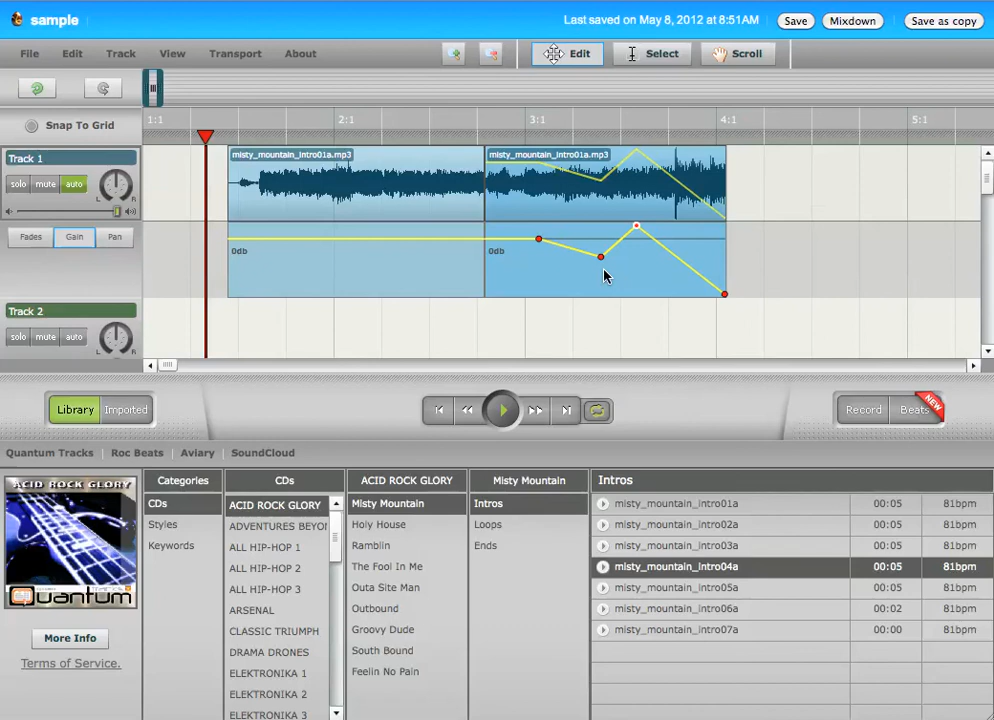 sample
Last saved on May 8, 2012 at 8:51AM
Save
Mixdown
Save as copy
File Edit Track View Transport About
Edit
Select
Scroll
1:1 2:1 3:1 4:1 5:1
Snap To Grid
Track 1
misty_mountain_intro01a.mp3
misty_mountain_intro01a.mp3
solo mute auto
L R
Fades Gain Pan
0db
0db
Track 2
solo mute auto
L R
Library Imported
Record Beats
NEW
Quantum Tracks Roc Beats Aviary SoundCloud
ACID ROCK GLORY
Quantum
More Info
Terms of Service.
Categories
CDs
Styles
Keywords
CDs
ACID ROCK GLORY
ADVENTURES BEYO
ALL HIP-HOP 1
ALL HIP-HOP 2
ALL HIP-HOP 3
ARSENAL
CLASSIC TRIUMPH
DRAMA DRONES
ELEKTRONIKA 1
ELEKTRONIKA 2
ELEKTRONIKA 3
ACID ROCK GLORY
Misty Mountain
Holy House
Ramblin
The Fool In Me
Outa Site Man
Outbound
Groovy Dude
South Bound
Feelin No Pain
Misty Mountain
Intros
Loops
Ends
Intros
misty_mountain_intro01a 00:05 81bpm
misty_mountain_intro02a 00:05 81bpm
misty_mountain_intro03a 00:05 81bpm
misty_mountain_intro04a 00:05 81bpm
misty_mountain_intro05a 00:05 81bpm
misty_mountain_intro06a 00:02 81bpm
misty_mountain_intro07a 00:00 81bpm